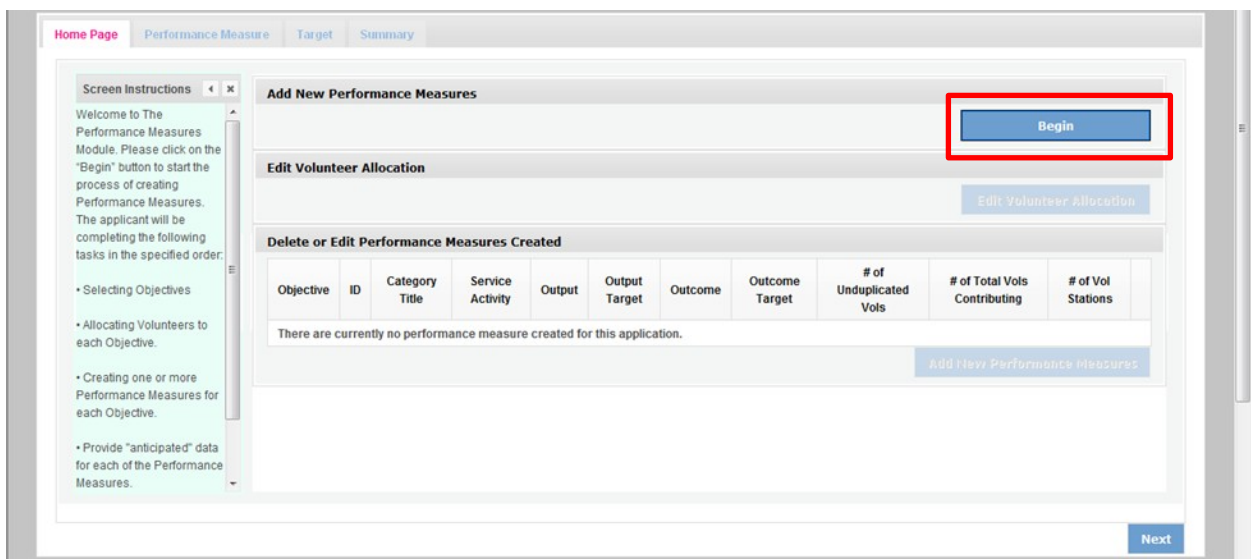 Home Page Performance Measure Target Summary
Screen Instructions
Welcome to The
Performance Measures
Module. Please click on the
"Begin" button to start the
process of creating
Performance Measures.
The applicant will be
completing the following
tasks in the specified order:
• Selecting Objectives
• Allocating Volunteers to
each Objective.
• Creating one or more
Performance Measures for
each Objective.
• Provide "anticipated" data
for each of the Performance
Measures.
Add New Performance Measures
Begin
Edit Volunteer Allocation
Edit Volunteer Allocation
Delete or Edit Performance Measures Created
Objective ID Category Title Service Activity Output Output Target Outcome Outcome Target # of Unduplicated Vols # of Total Vols Contributing # of Vol Stations
There are currently no performance measure created for this application.
Add New Performance Measures
Next